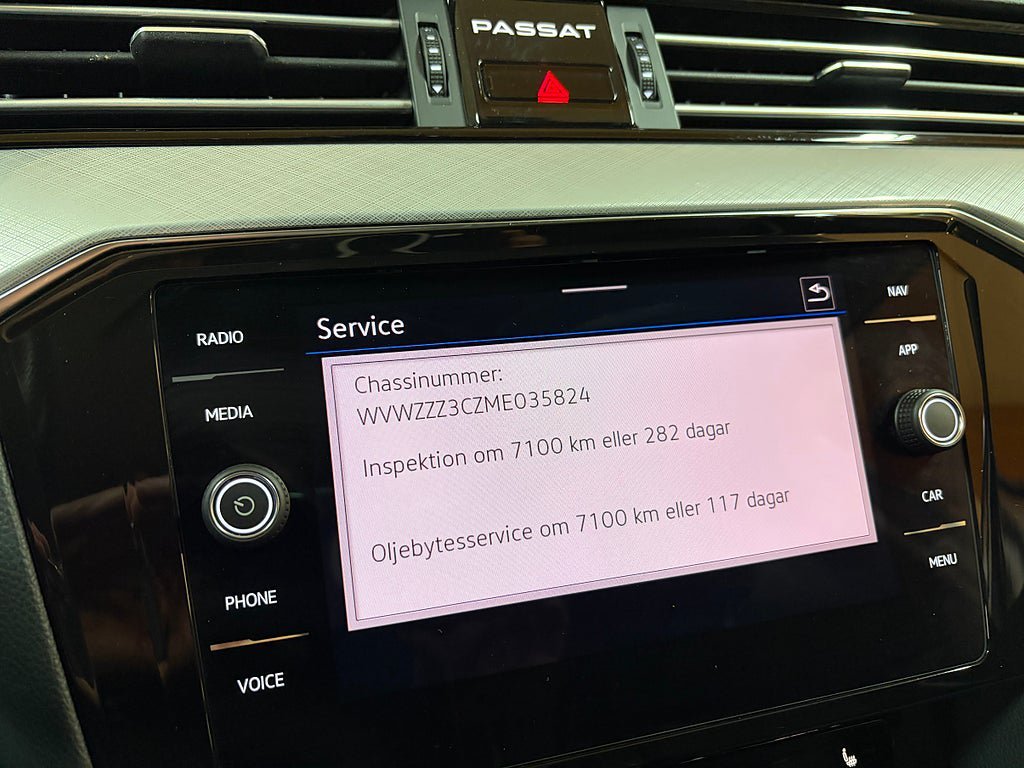 PASSAT
RADIO
MEDIA
PHONE
VOICE
Service
Chassinummer:
WVWZZZ3CZME035824
Inspektion om 7100 km eller 282 dagar
Oljebytesservice om 7100 km eller 117 dagar
NAV
APP
CAR
MENU